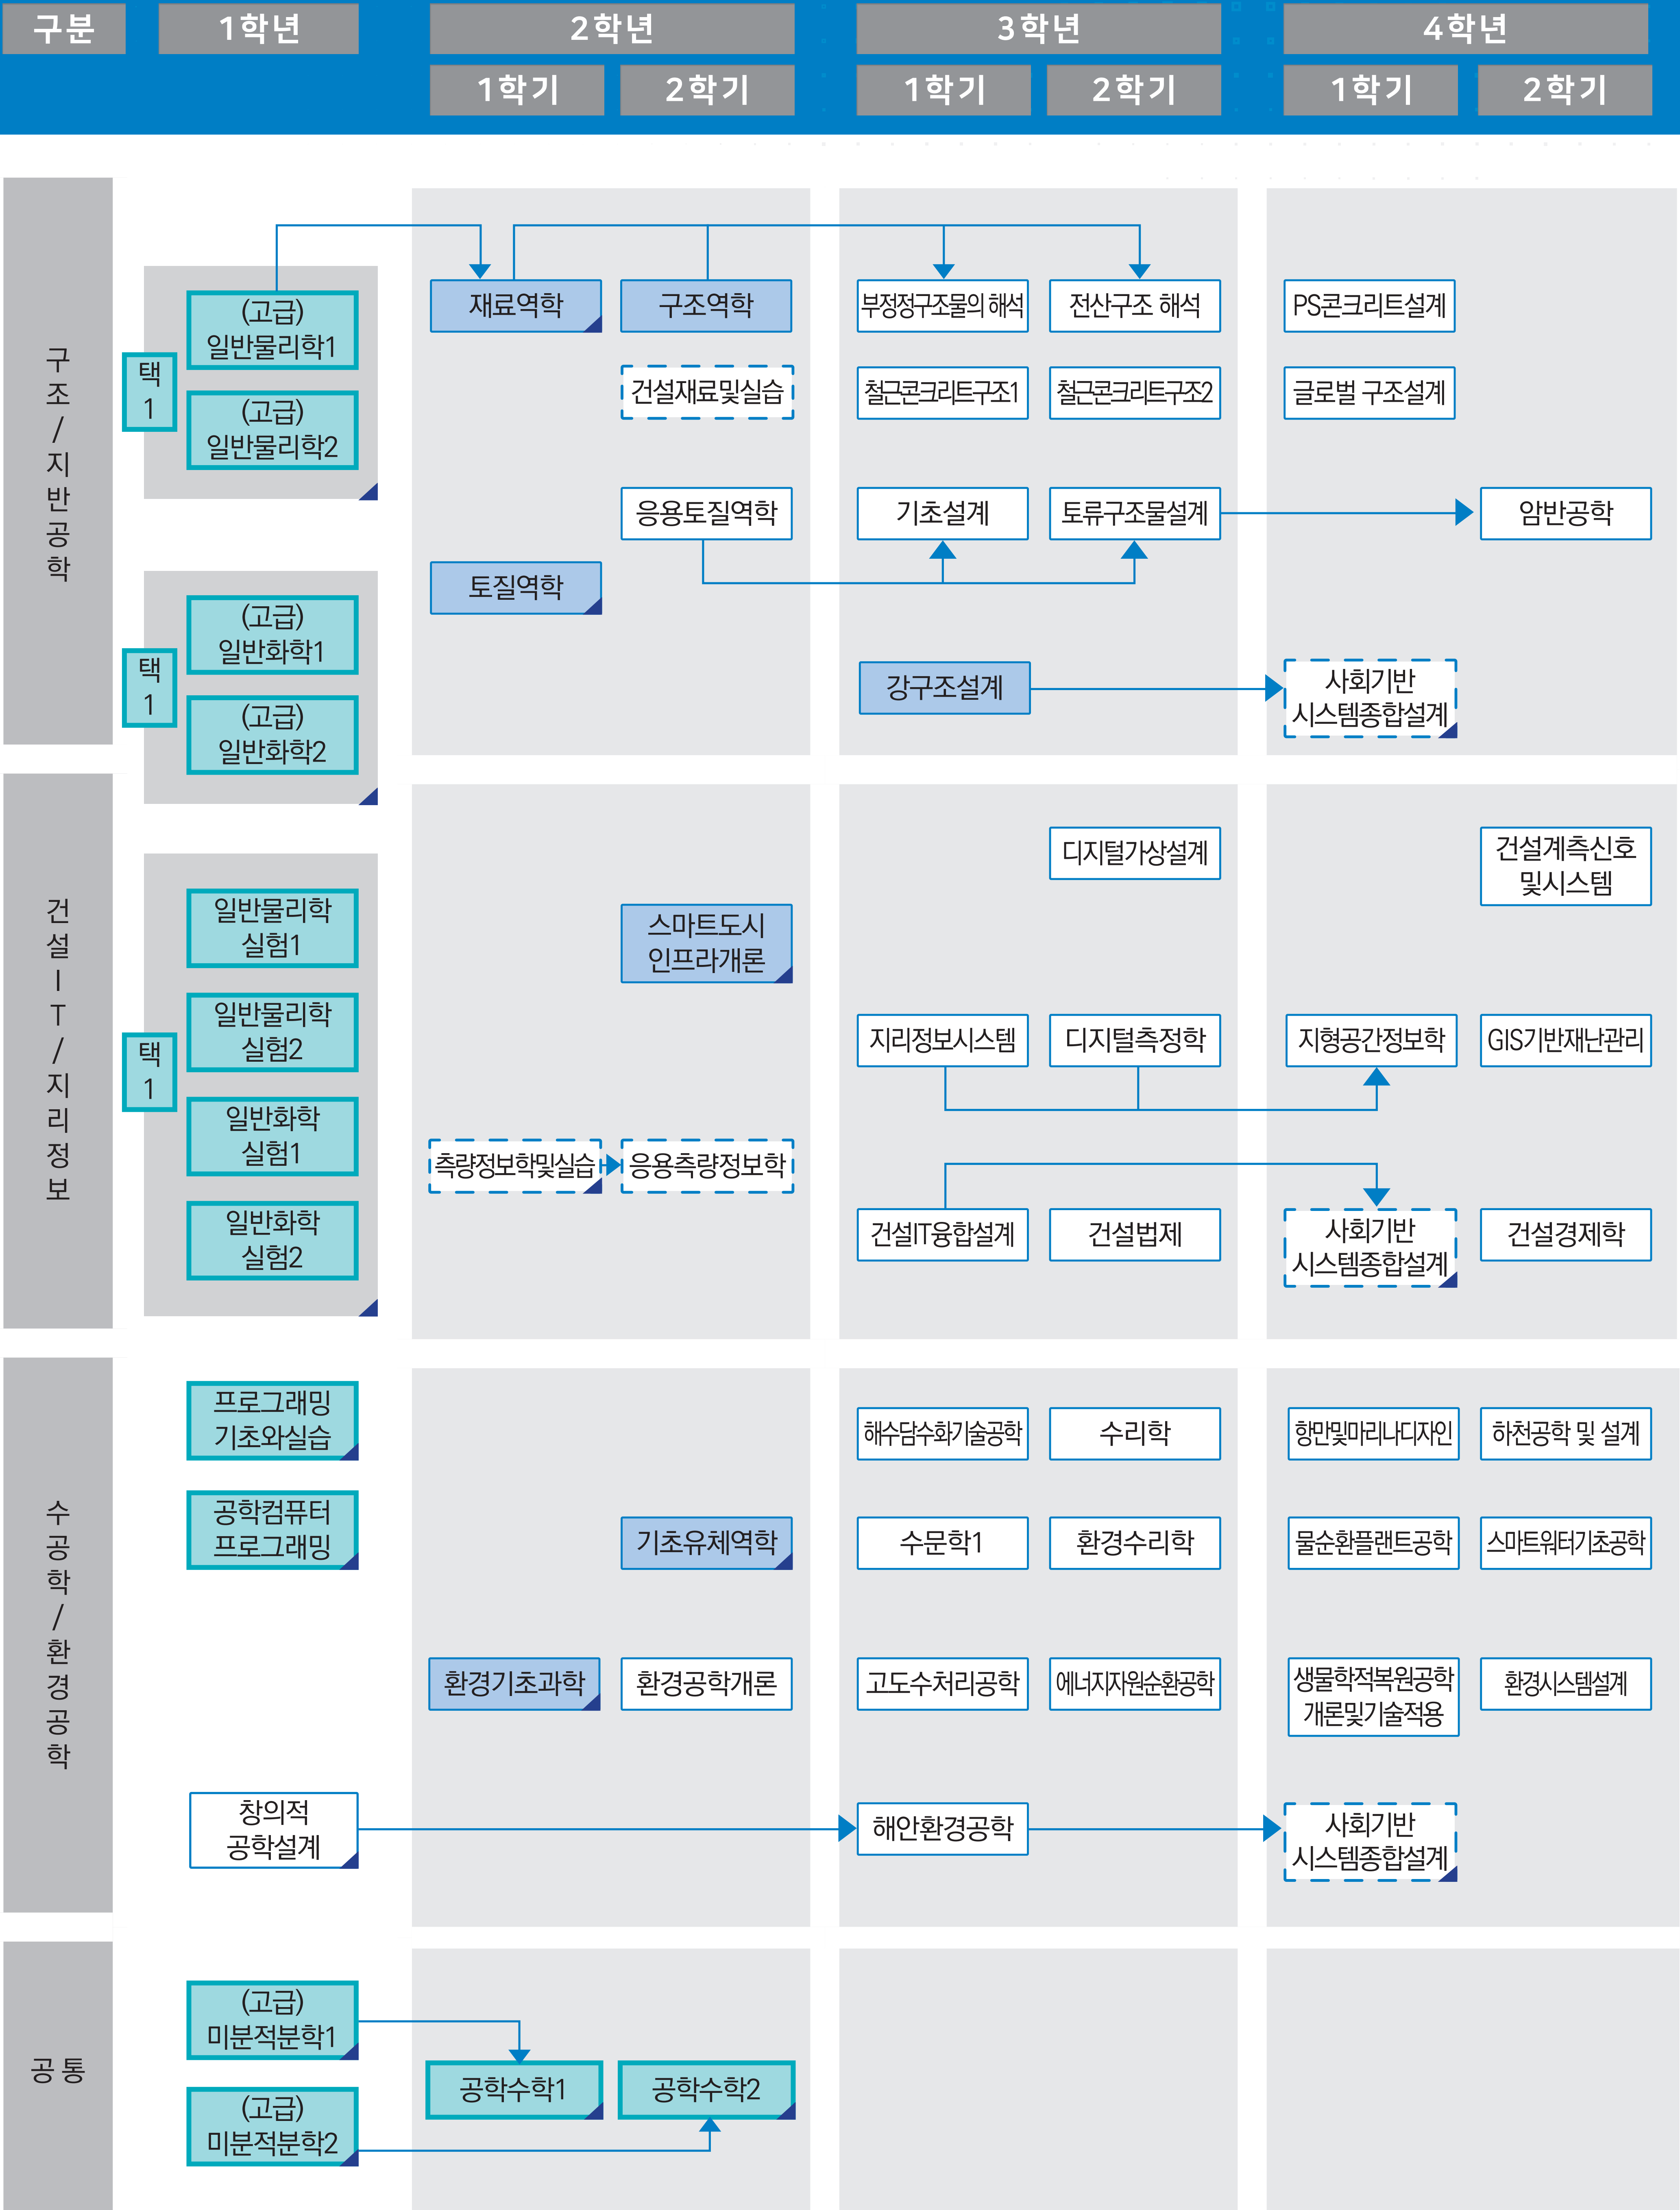 구분
1학년
2학년
3학년
4학년
1학기
2학기
1학기
2학기
1학기
2학기
구조/지반공학
택
1
(고급)
일반물리학1
(고급)
일반물리학2
재료역학
구조역학
부정정구조물의 해석
전산구조 해석
PS콘크리트설계
건설재료및실습
철근콘크리트구조1
철근콘크리트구조2
글로벌 구조설계
응용토질역학
기초설계
토류구조물설계
암반공학
토질역학
택
1
(고급)
일반화학1
(고급)
일반화학2
강구조설계
사회기반
시스템종합설계
건설IT/지리정보
택
1
일반물리학
실험1
일반물리학
실험2
일반화학
실험1
일반화학
실험2
디지털가상설계
건설계측신호
및시스템
스마트도시
인프라개론
지리정보시스템
디지털측정학
지형공간정보학
GIS기반재난관리
측량정보학및실습
응용측량정보학
건설IT융합설계
건설법제
사회기반
시스템종합설계
건설경제학
수공학/환경공학
프로그래밍
기초와실습
해수담수화기술공학
수리학
항만및마리나디자인
하천공학 및 설계
공학컴퓨터
프로그래밍
기초유체역학
수문학1
환경수리학
물순환플랜트공학
스마트워터기초공학
환경기초과학
환경공학개론
고도수처리공학
에너지자원순환공학
생물학적복원공학
개론및기술적용
환경시스템설계
창의적
공학설계
해안환경공학
사회기반
시스템종합설계
공통
(고급)
미분적분학1
(고급)
미분적분학2
공학수학1
공학수학2